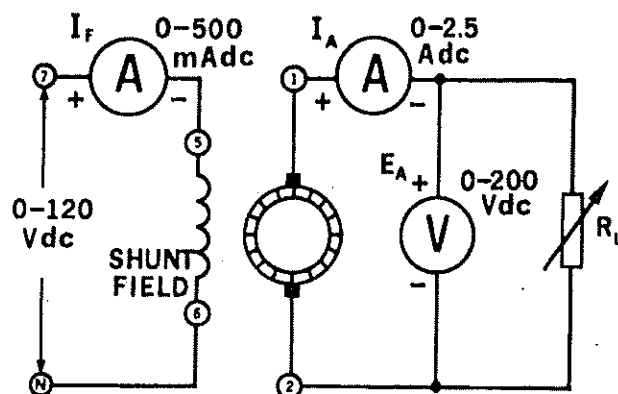 I_F 0-500 mAdc
7
A
+ -
5
0-120
Vdc
SHUNT
FIELD
6
N
I_A 0-2.5
Adc
1
A
+ -
E_A +
0-200
Vdc
V
-
R_L
2